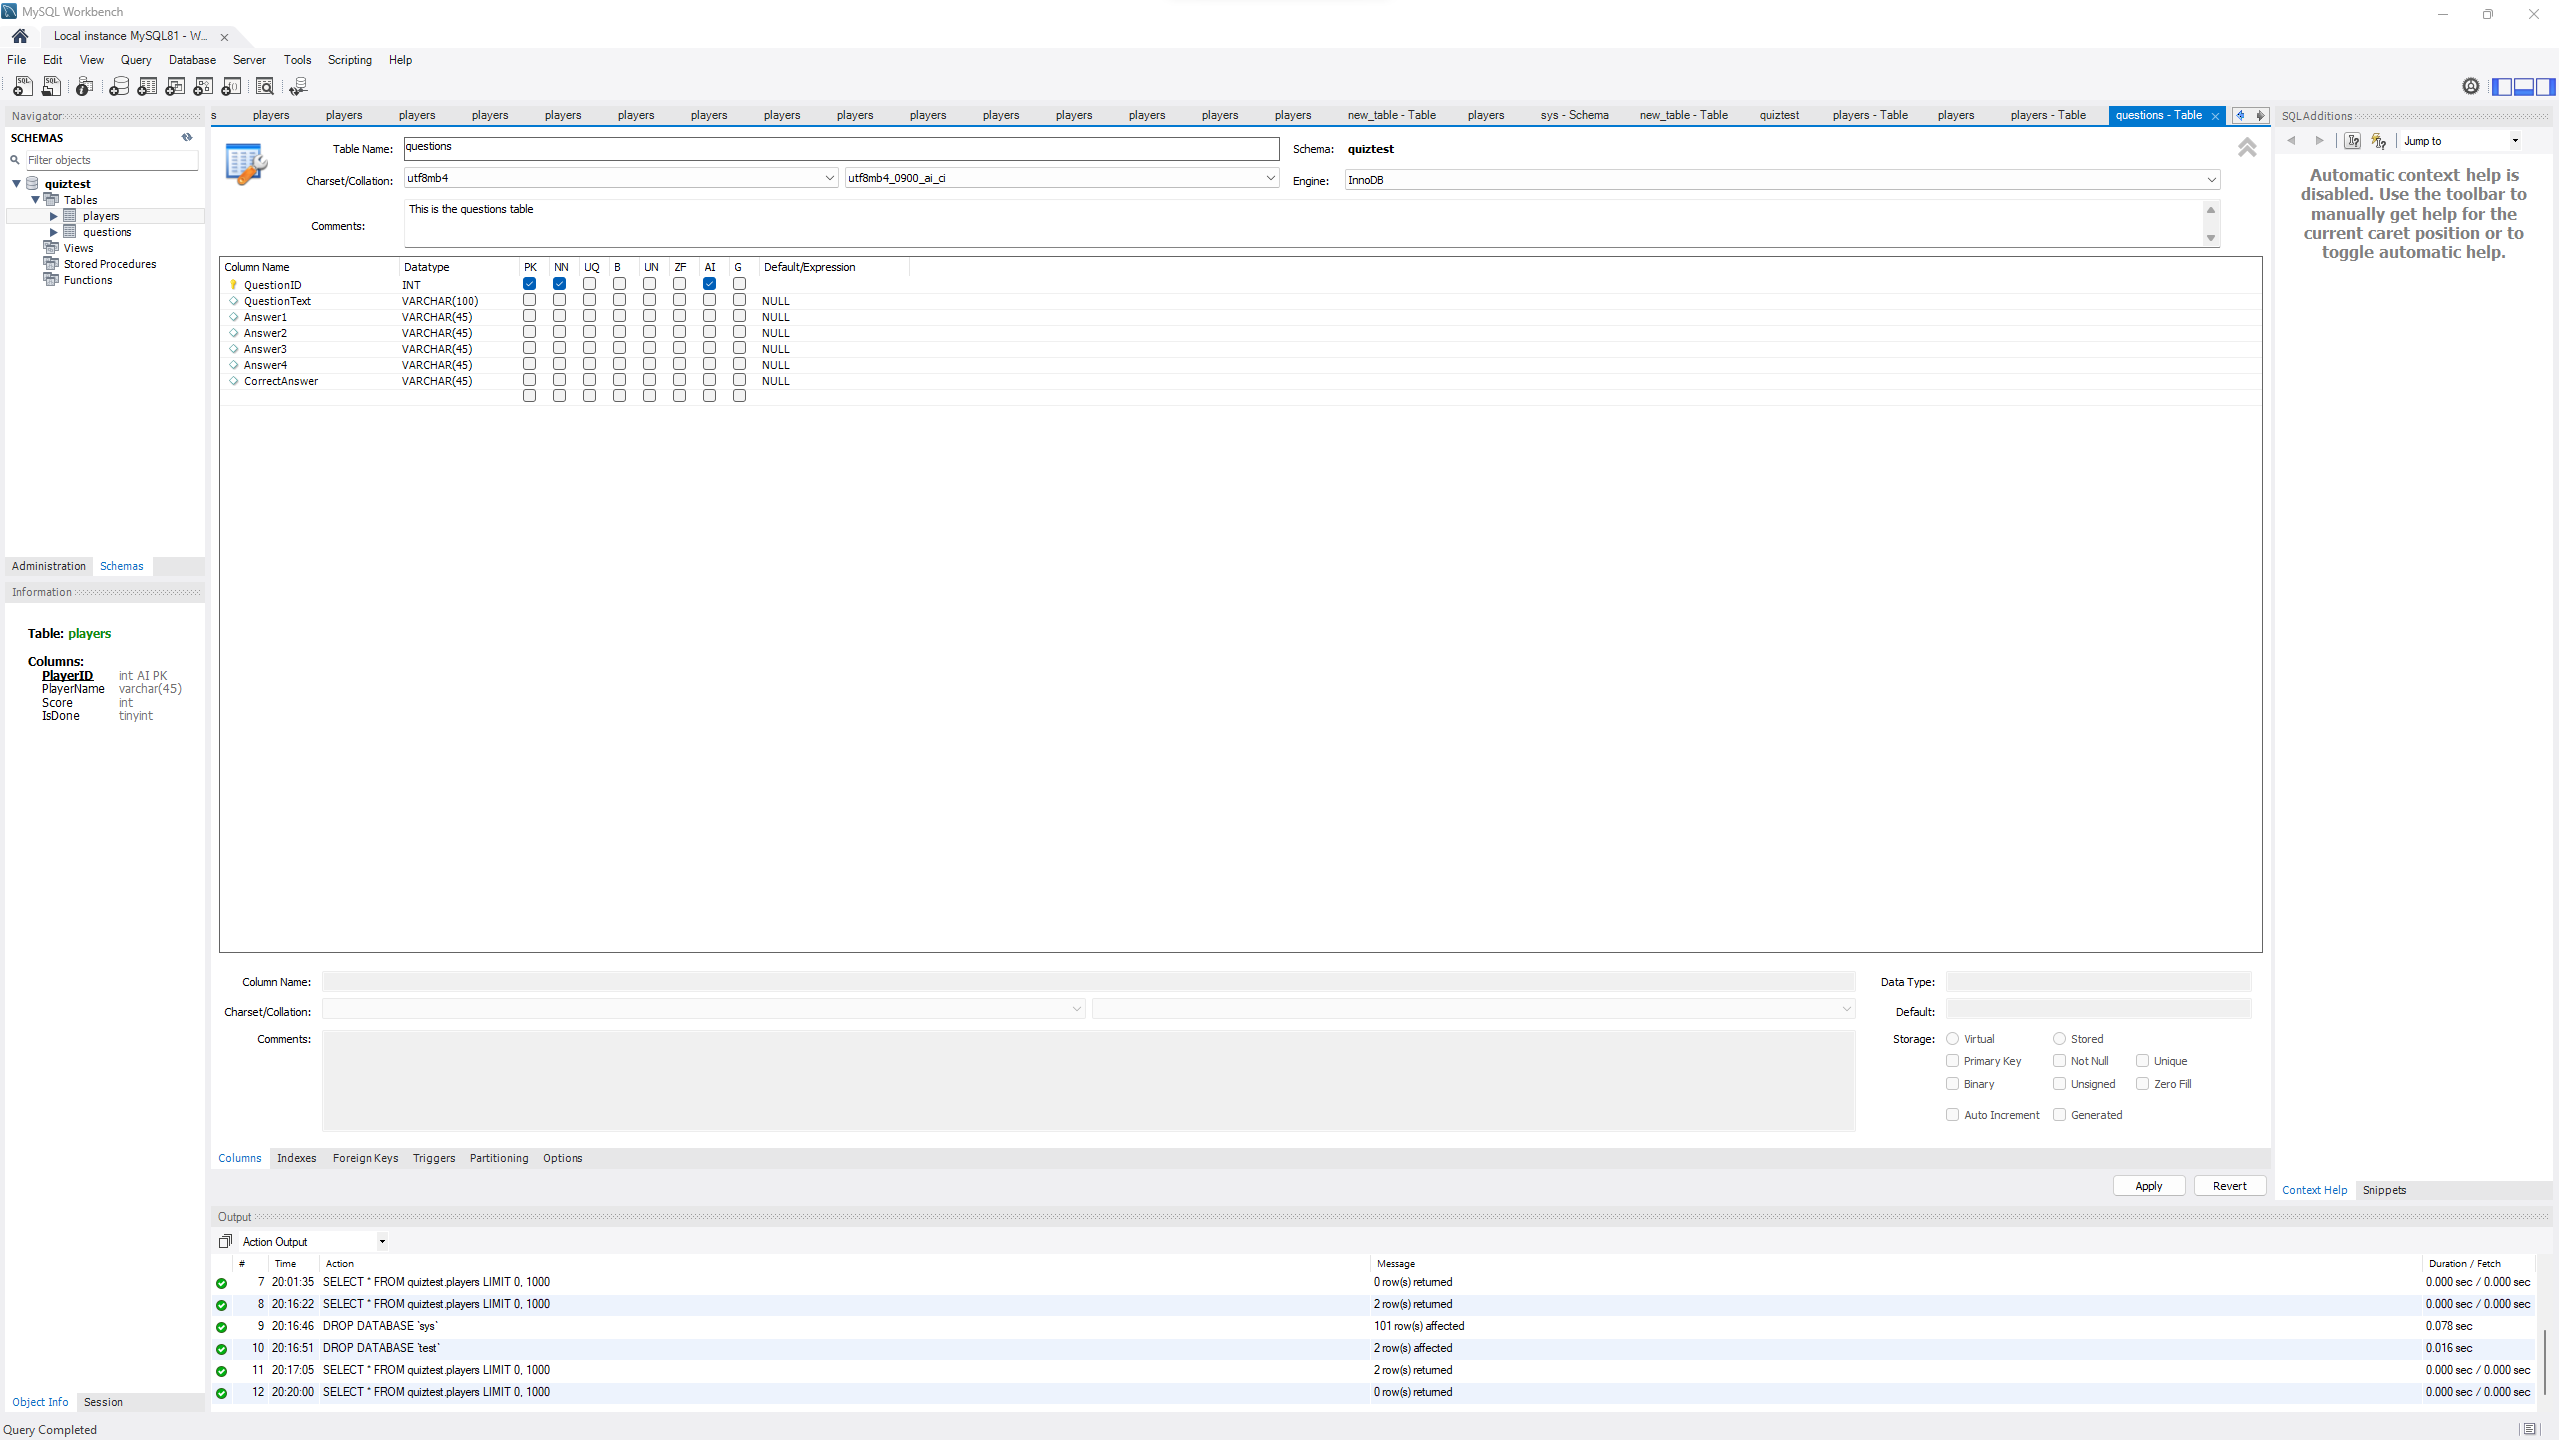 MySQL Workbench
Local instance MySQL81 - W...
File Edit View Query Database Server Tools Scripting Help
Navigator
SCHEMAS
Filter objects
quiztest
Tables
players
questions
Views
Stored Procedures
Functions
Administration Schemas
Information
Table: players
Columns:
PlayerID int AI PK
PlayerName varchar(45)
Score int
IsDone tinyint
Object Info Session
s players players players players players players players players players players players players players players players new_table - Table players sys - Schema new_table - Table quiztest players - Table players players - Table questions - Table
Table Name: questions Schema: quiztest
Charset/Collation: utf8mb4 utf8mb4_0900_ai_ci Engine: InnoDB
Comments: This is the questions table
Column Name Datatype PK NN UQ B UN ZF AI G Default/Expression
QuestionID INT
QuestionText VARCHAR(100) NULL
Answer1 VARCHAR(45) NULL
Answer2 VARCHAR(45) NULL
Answer3 VARCHAR(45) NULL
Answer4 VARCHAR(45) NULL
CorrectAnswer VARCHAR(45) NULL
Column Name: Data Type:
Charset/Collation: Default:
Comments: Storage: Virtual Stored
Primary Key Not Null Unique
Binary Unsigned Zero Fill
Auto Increment Generated
Columns Indexes Foreign Keys Triggers Partitioning Options
Apply Revert
Output
Action Output
# Time Action Message Duration / Fetch
7 20:01:35 SELECT * FROM quiztest.players LIMIT 0, 1000 0 row(s) returned 0.000 sec / 0.000 sec
8 20:16:22 SELECT * FROM quiztest.players LIMIT 0, 1000 2 row(s) returned 0.000 sec / 0.000 sec
9 20:16:46 DROP DATABASE `sys` 101 row(s) affected 0.078 sec
10 20:16:51 DROP DATABASE `test` 2 row(s) affected 0.016 sec
11 20:17:05 SELECT * FROM quiztest.players LIMIT 0, 1000 2 row(s) returned 0.000 sec / 0.000 sec
12 20:20:00 SELECT * FROM quiztest.players LIMIT 0, 1000 0 row(s) returned 0.000 sec / 0.000 sec
SQLAdditions
Jump to
Automatic context help is
disabled. Use the toolbar to
manually get help for the
current caret position or to
toggle automatic help.
Context Help Snippets
Query Completed